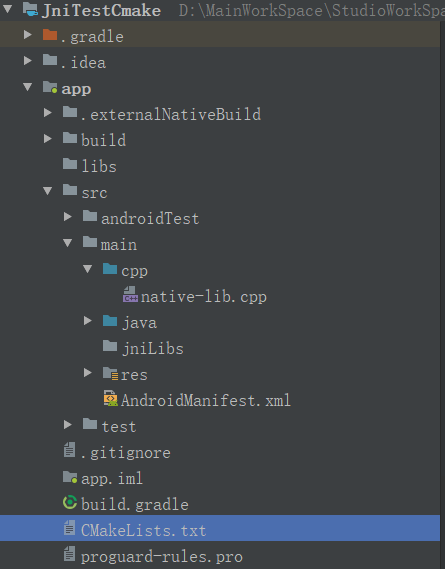 JniTestCmake D:\MainWorkSpace\StudioWorkSpa
.gradle
.idea
app
.externalNativeBuild
build
libs
src
androidTest
main
cpp
native-lib.cpp
java
jniLibs
res
AndroidManifest.xml
test
.gitignore
app.iml
build.gradle
CMakeLists.txt
proguard-rules.pro